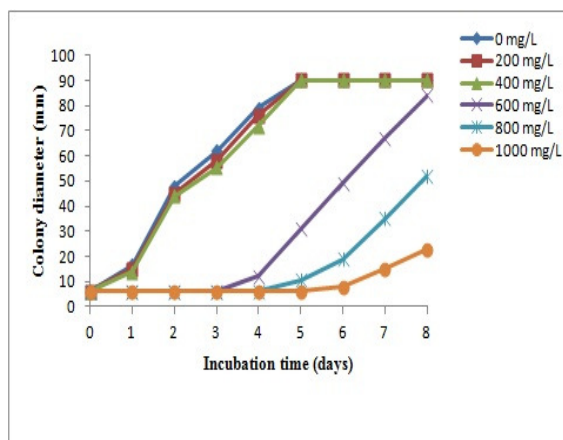 100
90
80
70
60
50
40
30
20
10
0
Colony diameter (mm)
0 1 2 3 4 5 6 7 8
Incubation time (days)
0 mg/L
200 mg/L
400 mg/L
600 mg/L
800 mg/L
1000 mg/L